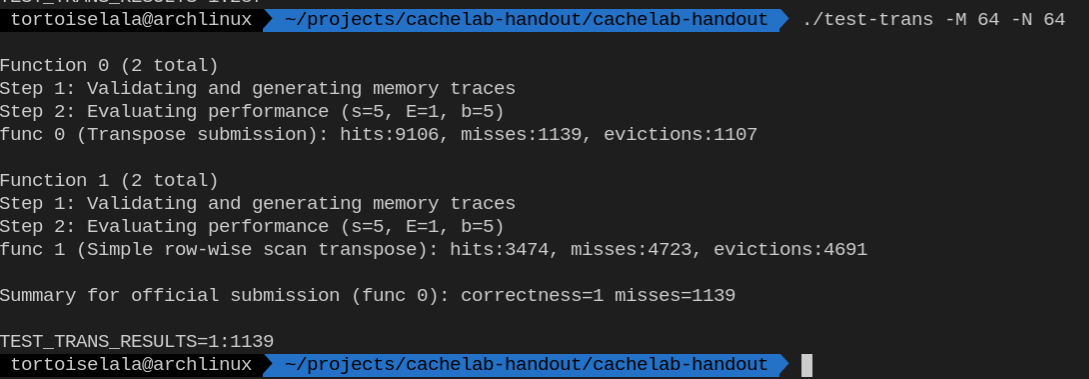 TEST_TRANS_RESULTS=1:287
tortoiselala@archlinux ~/projects/cachelab-handout/cachelab-handout ./test-trans -M 64 -N 64
Function 0 (2 total)
Step 1: Validating and generating memory traces
Step 2: Evaluating performance (s=5, E=1, b=5)
func 0 (Transpose submission): hits:9106, misses:1139, evictions:1107
Function 1 (2 total)
Step 1: Validating and generating memory traces
Step 2: Evaluating performance (s=5, E=1, b=5)
func 1 (Simple row-wise scan transpose): hits:3474, misses:4723, evictions:4691
Summary for official submission (func 0): correctness=1 misses=1139
TEST_TRANS_RESULTS=1:1139
tortoiselala@archlinux ~/projects/cachelab-handout/cachelab-handout